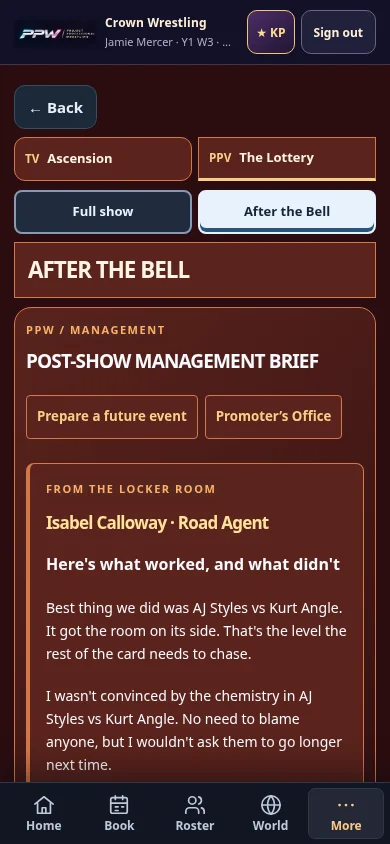 PPW
Crown Wrestling
Jamie Mercer · Y1 W3 · ...
★ KP
Sign out
← Back
TV Ascension
PPV The Lottery
Full show
After the Bell
AFTER THE BELL
PPW / MANAGEMENT
POST-SHOW MANAGEMENT BRIEF
Prepare a future event
Promoter's Office
FROM THE LOCKER ROOM
Isabel Calloway · Road Agent
Here's what worked, and what didn't
Best thing we did was AJ Styles vs Kurt Angle.
It got the room on its side. That's the level the
rest of the card needs to chase.
I wasn't convinced by the chemistry in AJ
Styles vs Kurt Angle. No need to blame
anyone, but I wouldn't ask them to go longer
next time.
Home
Book
Roster
World
More